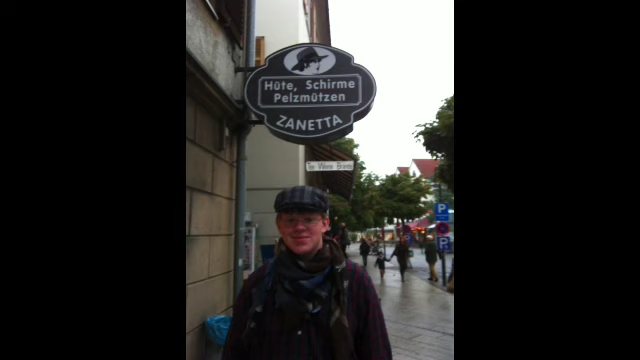 Hüte, Schirme
Pelzmützen
ZANETTA
P
P